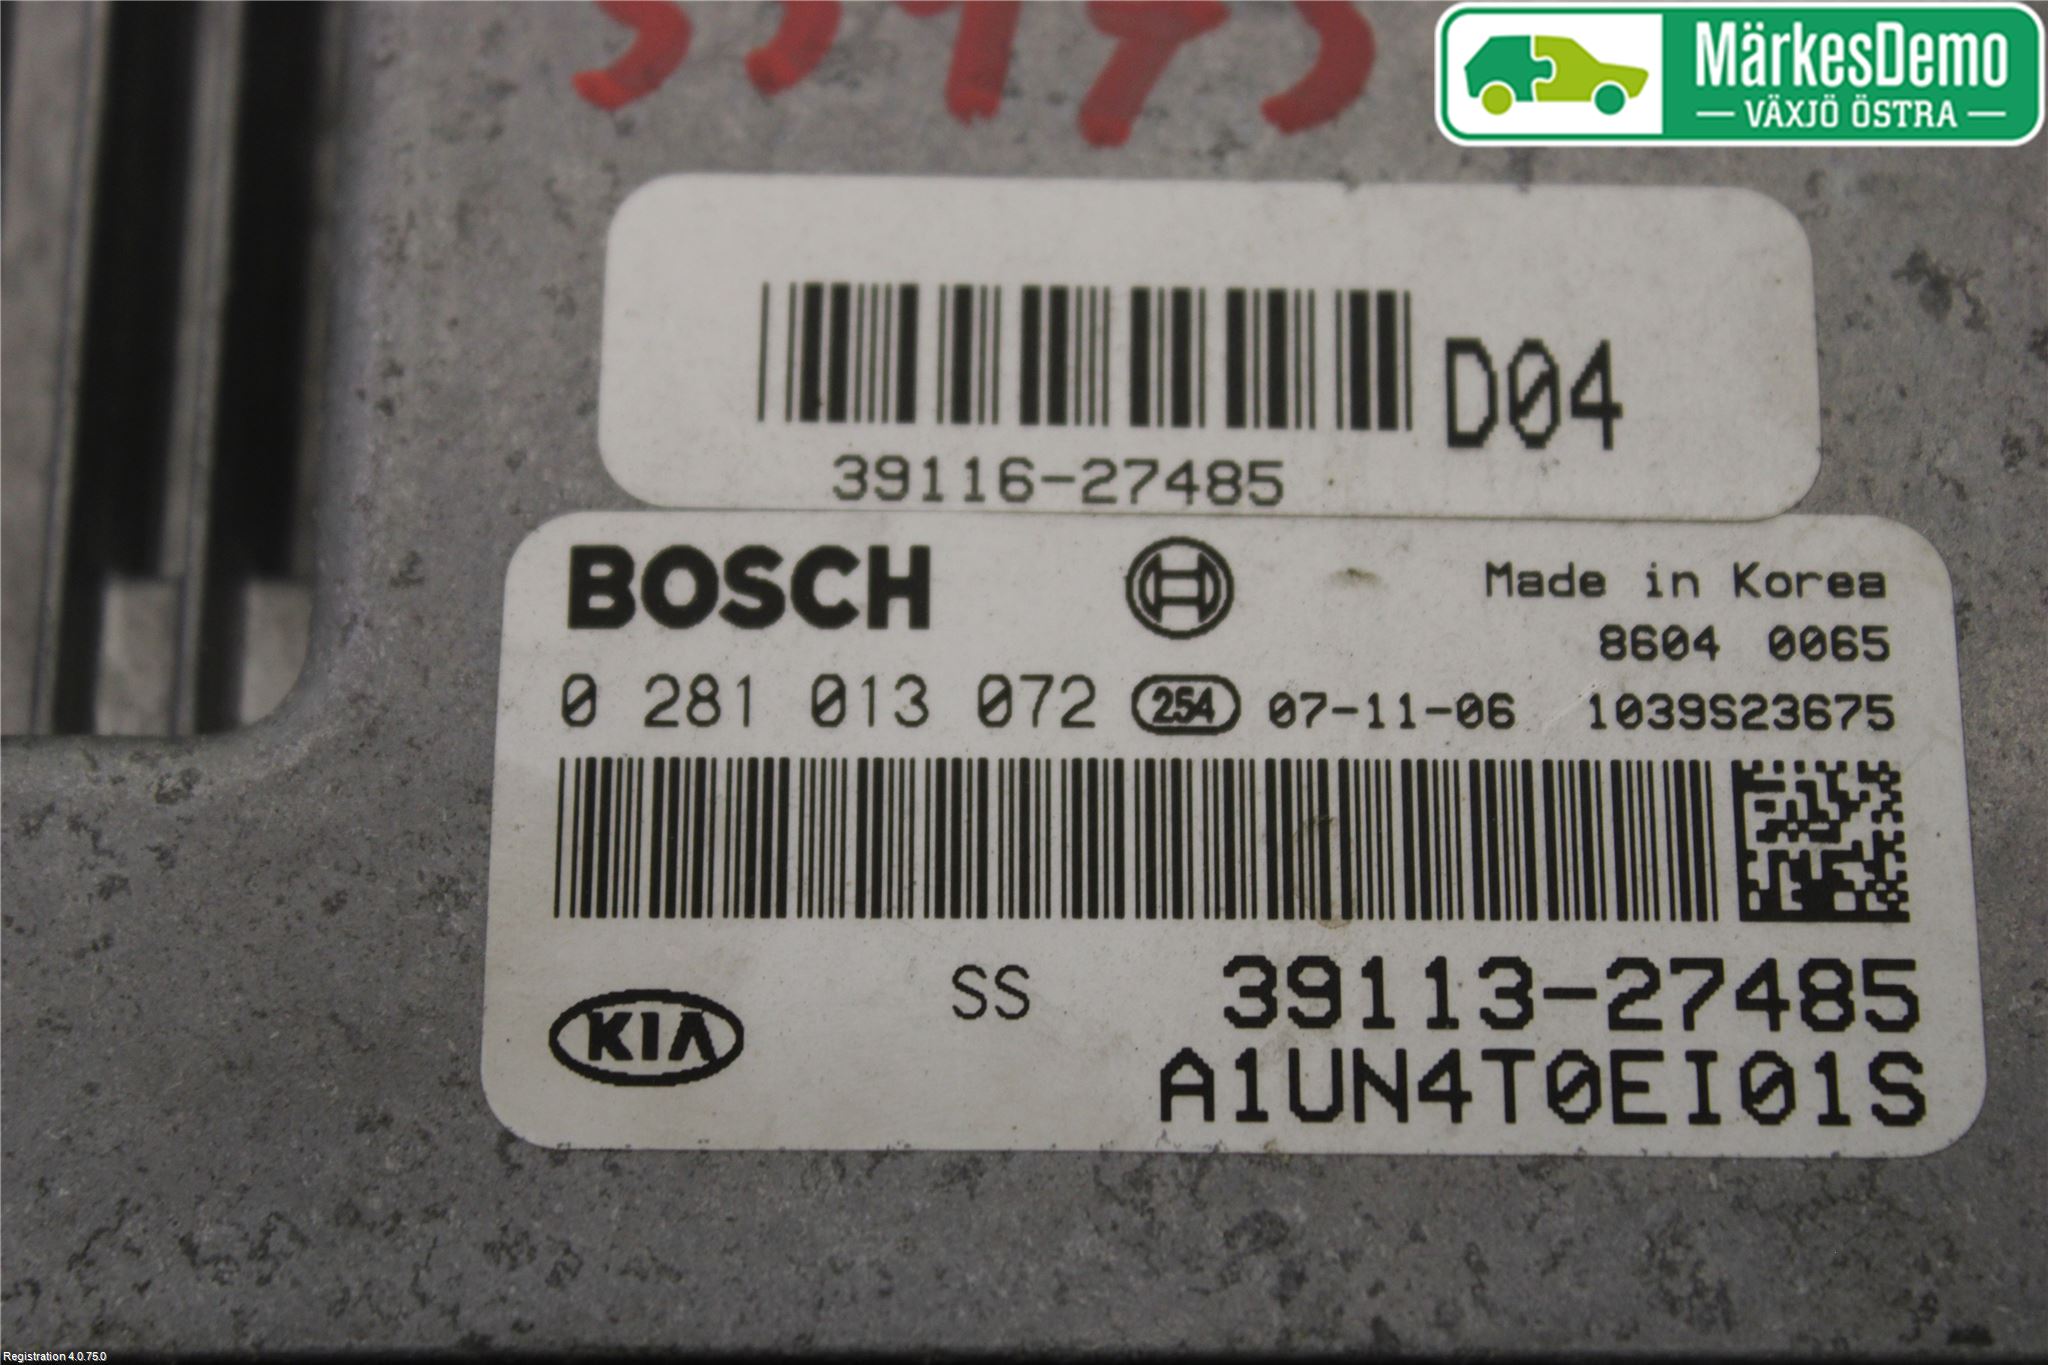 MärkesDemo
VÄXJÖ ÖSTRA
D04
39116-27485
BOSCH
Made in Korea
8604 0065
0 281 013 072 254 07-11-06 1039S23675
KIA
SS 39113-27485
A1UN4T0EI01S
Registration 4.0.75.0